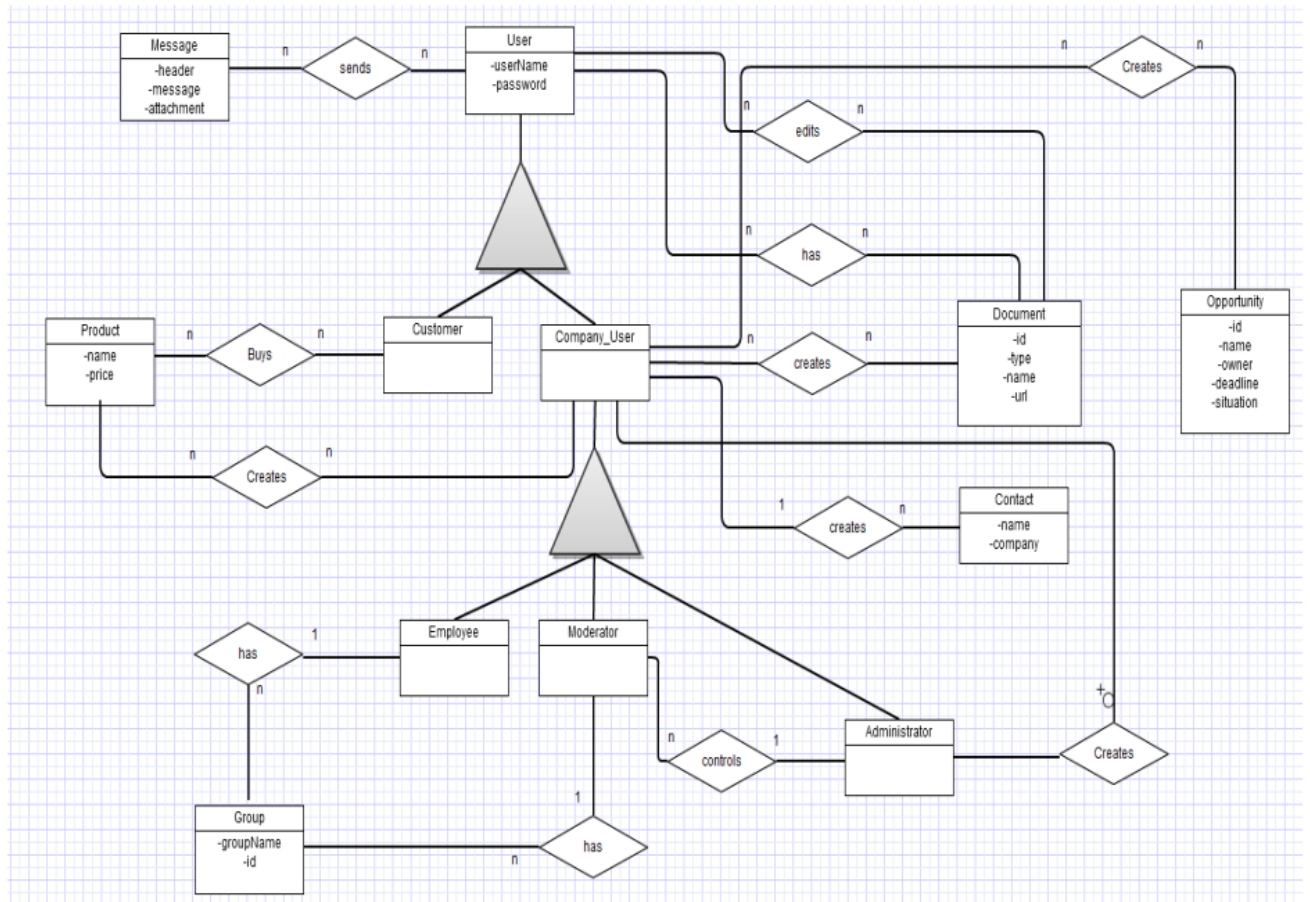 Message
-header
-message
-attachment
n
sends
n
User
-userName
-password
n
Creates
n
n
edits
n
n
has
n
Product
-name
-price
n
Buys
n
Customer
Company_User
n
creates
n
Document
-id
-type
-name
-url
Opportunity
-id
-name
-owner
-deadline
-situation
n
Creates
n
1
creates
n
Contact
-name
-company
has
1
n
Employee
Moderator
n
controls
1
Administrator
+
Creates
Group
-groupName
-id
1
n
has